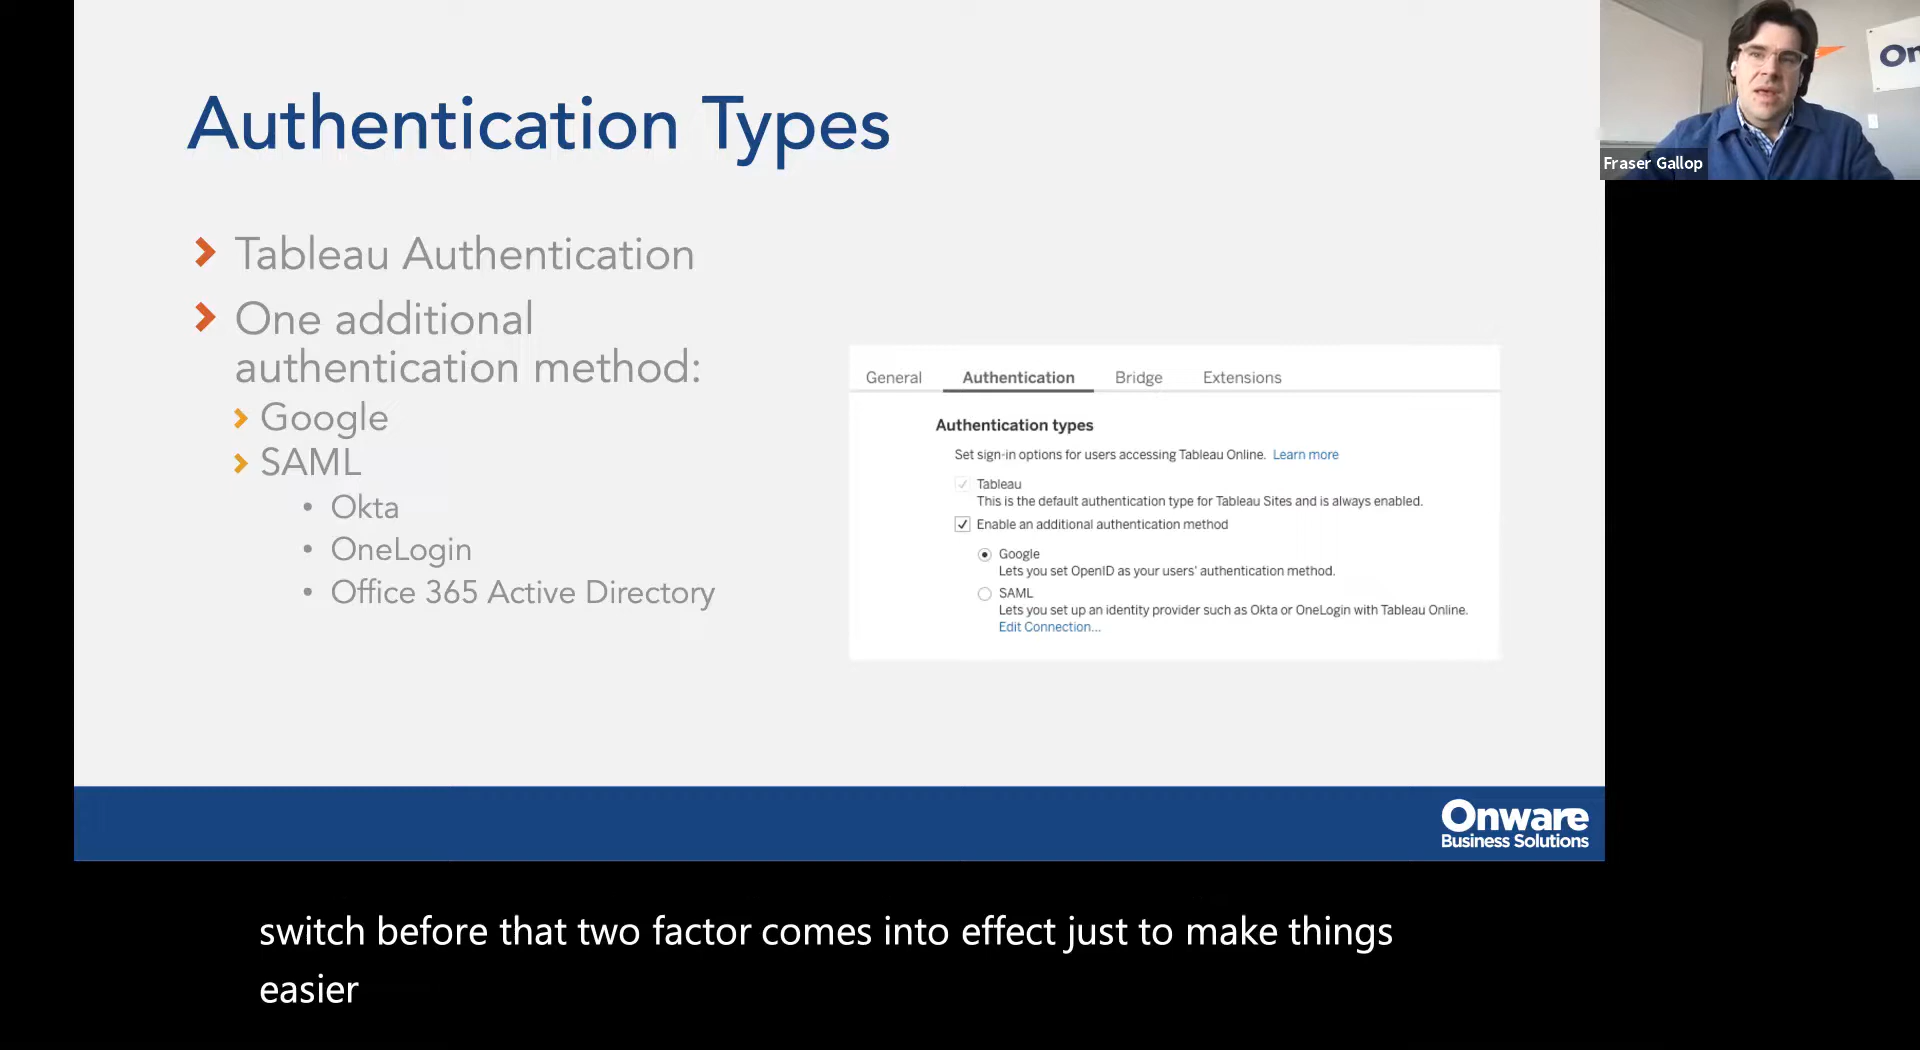 Authentication Types
Tableau Authentication
One additional
authentication method:
Google
SAML
• Okta
• OneLogin
• Office 365 Active Directory
General Authentication Bridge Extensions
Authentication types
Set sign-in options for users accessing Tableau Online. Learn more
Tableau
This is the default authentication type for Tableau Sites and is always enabled.
Enable an additional authentication method
Google
Lets you set OpenID as your users' authentication method.
SAML
Lets you set up an identity provider such as Okta or OneLogin with Tableau Online.
Edit Connection...
Onware
Business Solutions
On
Fraser Gallop
switch before that two factor comes into effect just to make things
easier